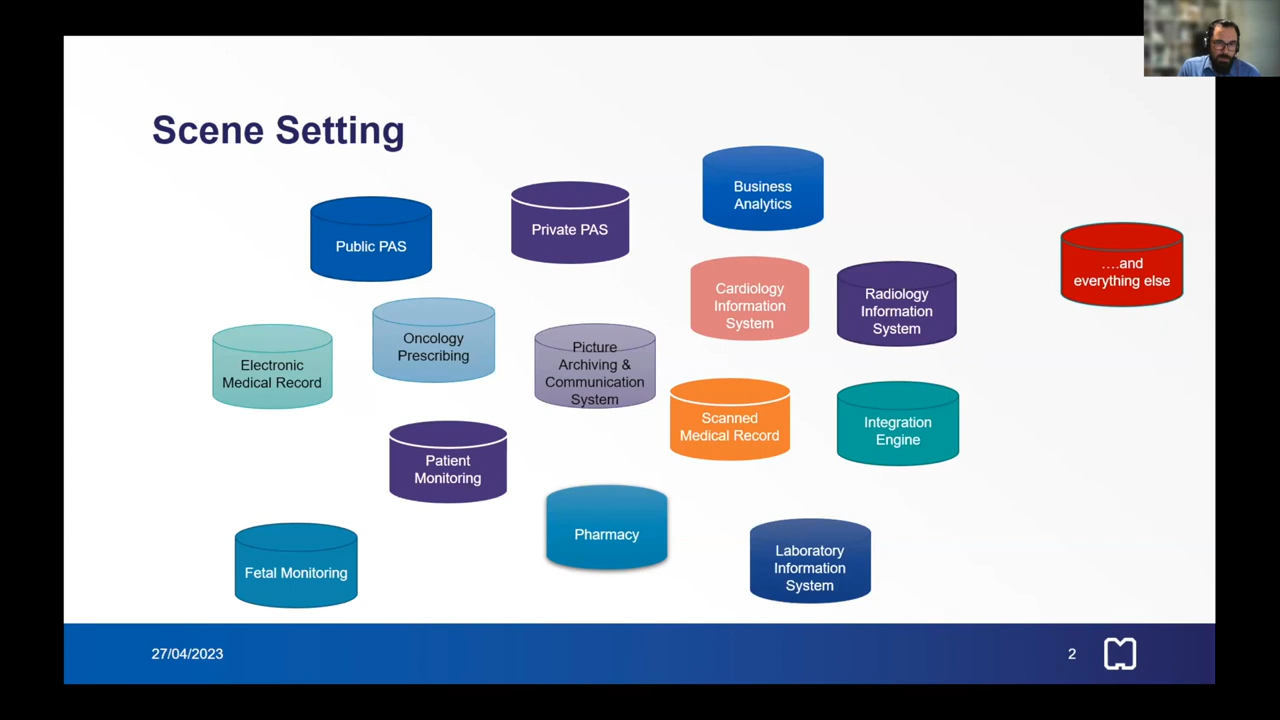 Scene Setting
Business
Analytics
Private PAS
Public PAS
....and
everything else
Cardiology
Information
System
Radiology
Information
System
Oncology
Prescribing
Picture
Archiving &
Communication
System
Electronic
Medical Record
Scanned
Medical Record
Integration
Engine
Patient
Monitoring
Pharmacy
Laboratory
Information
System
Fetal Monitoring
27/04/2023
2